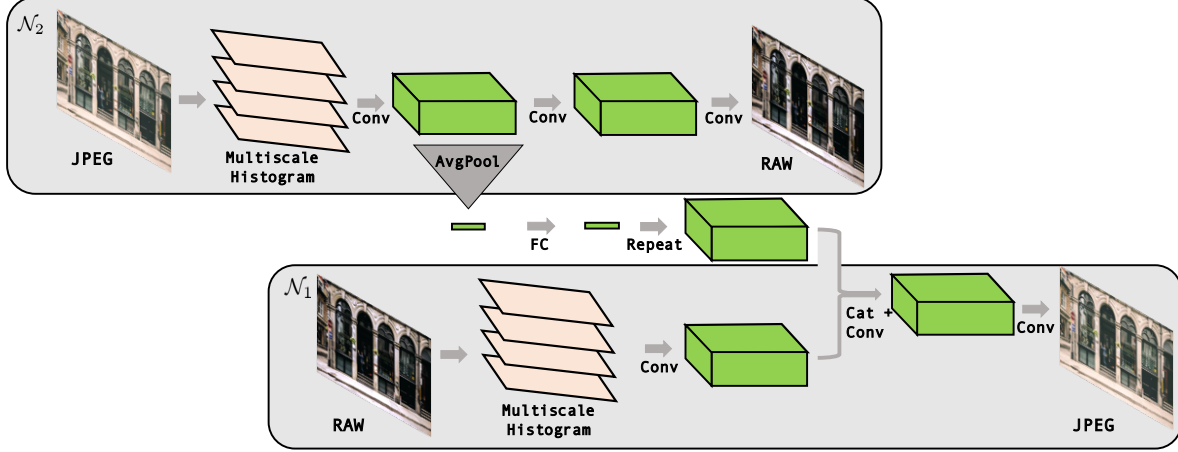 N₂
JPEG
Multiscale
Histogram
Conv
AvgPool
Conv
Conv
RAW
FC
Repeat
N₁
RAW
Multiscale
Histogram
Conv
Cat +
Conv
Conv
JPEG